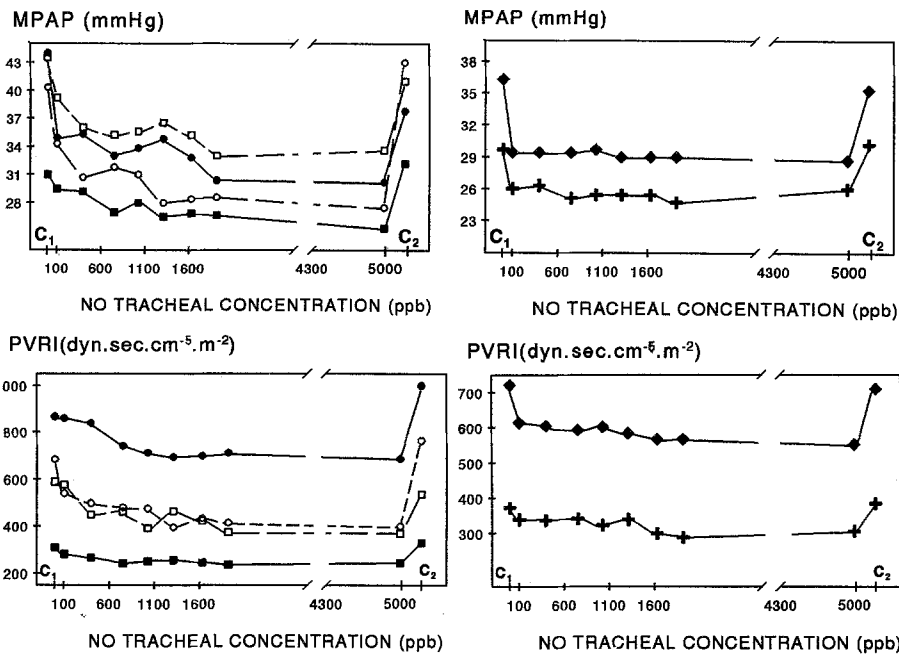 MPAP (mmHg)
43
40
37
34
31
28
C1
C2
100 600 1100 1600 4300 5000
NO TRACHEAL CONCENTRATION (ppb)
MPAP (mmHg)
38
35
32
29
26
23
C1
C2
100 600 1100 1600 4300 5000
NO TRACHEAL CONCENTRATION (ppb)
PVRI(dyn.sec.cm-5.m-2)
000
800
600
400
200
C1
C2
100 600 1100 1600 4300 5000
NO TRACHEAL CONCENTRATION (ppb)
PVRI(dyn.sec.cm-5.m-2)
700
600
500
400
300
C1
C2
100 600 1100 1600 4300 5000
NO TRACHEAL CONCENTRATION (ppb)